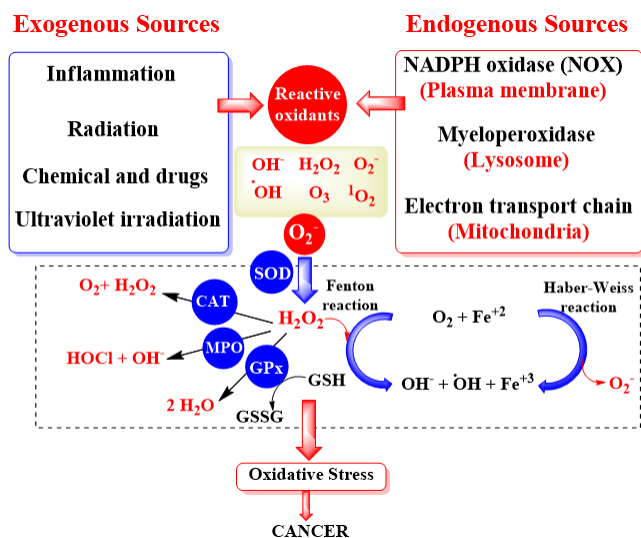 Exogenous Sources
Endogenous Sources
Inflammation
Radiation
Chemical and drugs
Ultraviolet irradiation
Reactive
oxidants
NADPH oxidase (NOX)
(Plasma membrane)
Myeloperoxidase
(Lysosome)
Electron transport chain
(Mitochondria)
OH⁻ H₂O₂ O₂⁻
•OH O₃ ¹O₂
O₂⁻
SOD
Fenton
reaction
Haber-Weiss
reaction
O₂+ H₂O₂
CAT
H₂O₂
O₂ + Fe⁺²
MPO
HOCl + OH⁻
GPx
GSH
OH⁻ + •OH + Fe⁺³
O₂⁻
2 H₂O
GSSG
Oxidative Stress
CANCER